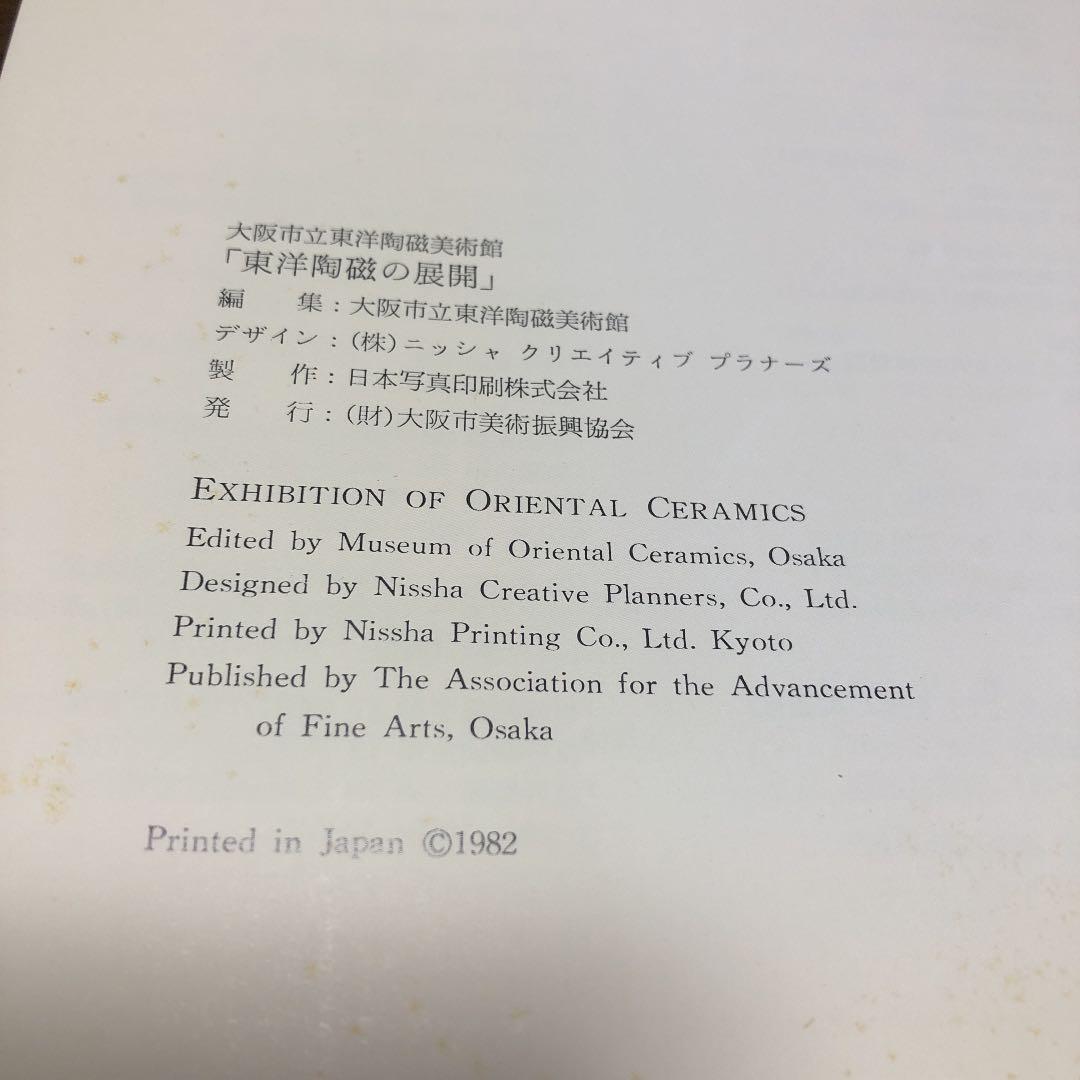 大阪市立東洋陶磁美術館
「東洋陶磁の展開」
編　集：大阪市立東洋陶磁美術館
デザイン：(株)ニッシャ クリエイティブ プラナーズ
製　作：日本写真印刷株式会社
発　行：(財)大阪市美術振興協会
EXHIBITION OF ORIENTAL CERAMICS
Edited by Museum of Oriental Ceramics, Osaka
Designed by Nissha Creative Planners, Co., Ltd.
Printed by Nissha Printing Co., Ltd. Kyoto
Published by The Association for the Advancement
of Fine Arts, Osaka
Printed in Japan ©1982